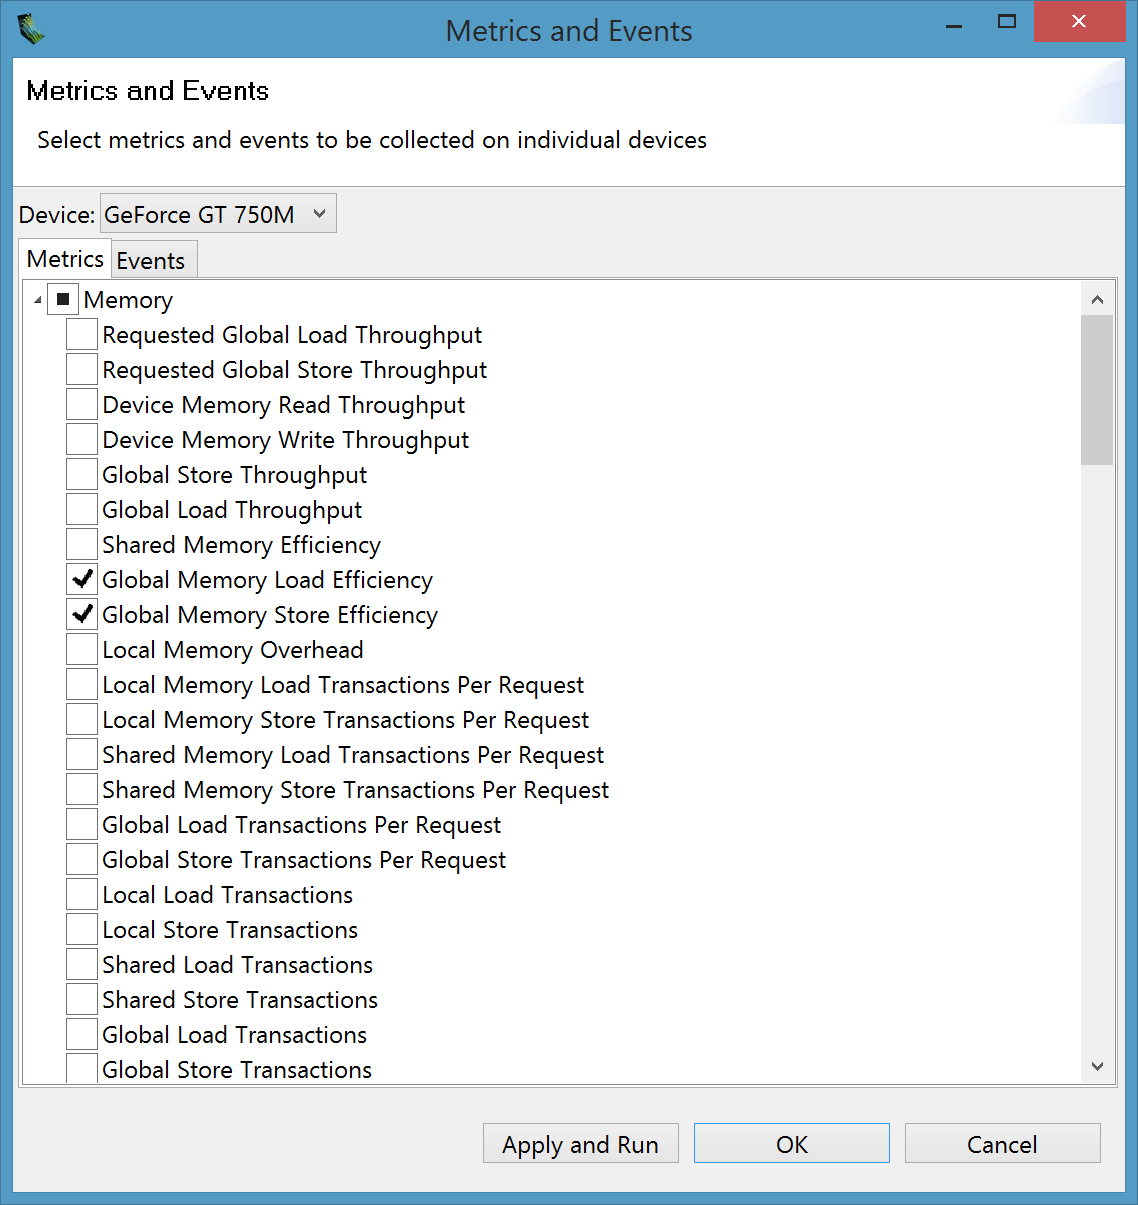 Metrics and Events
Metrics and Events
Select metrics and events to be collected on individual devices
Device: GeForce GT 750M
Metrics Events
Memory
Requested Global Load Throughput
Requested Global Store Throughput
Device Memory Read Throughput
Device Memory Write Throughput
Global Store Throughput
Global Load Throughput
Shared Memory Efficiency
Global Memory Load Efficiency
Global Memory Store Efficiency
Local Memory Overhead
Local Memory Load Transactions Per Request
Local Memory Store Transactions Per Request
Shared Memory Load Transactions Per Request
Shared Memory Store Transactions Per Request
Global Load Transactions Per Request
Global Store Transactions Per Request
Local Load Transactions
Local Store Transactions
Shared Load Transactions
Shared Store Transactions
Global Load Transactions
Global Store Transactions
Apply and Run OK Cancel